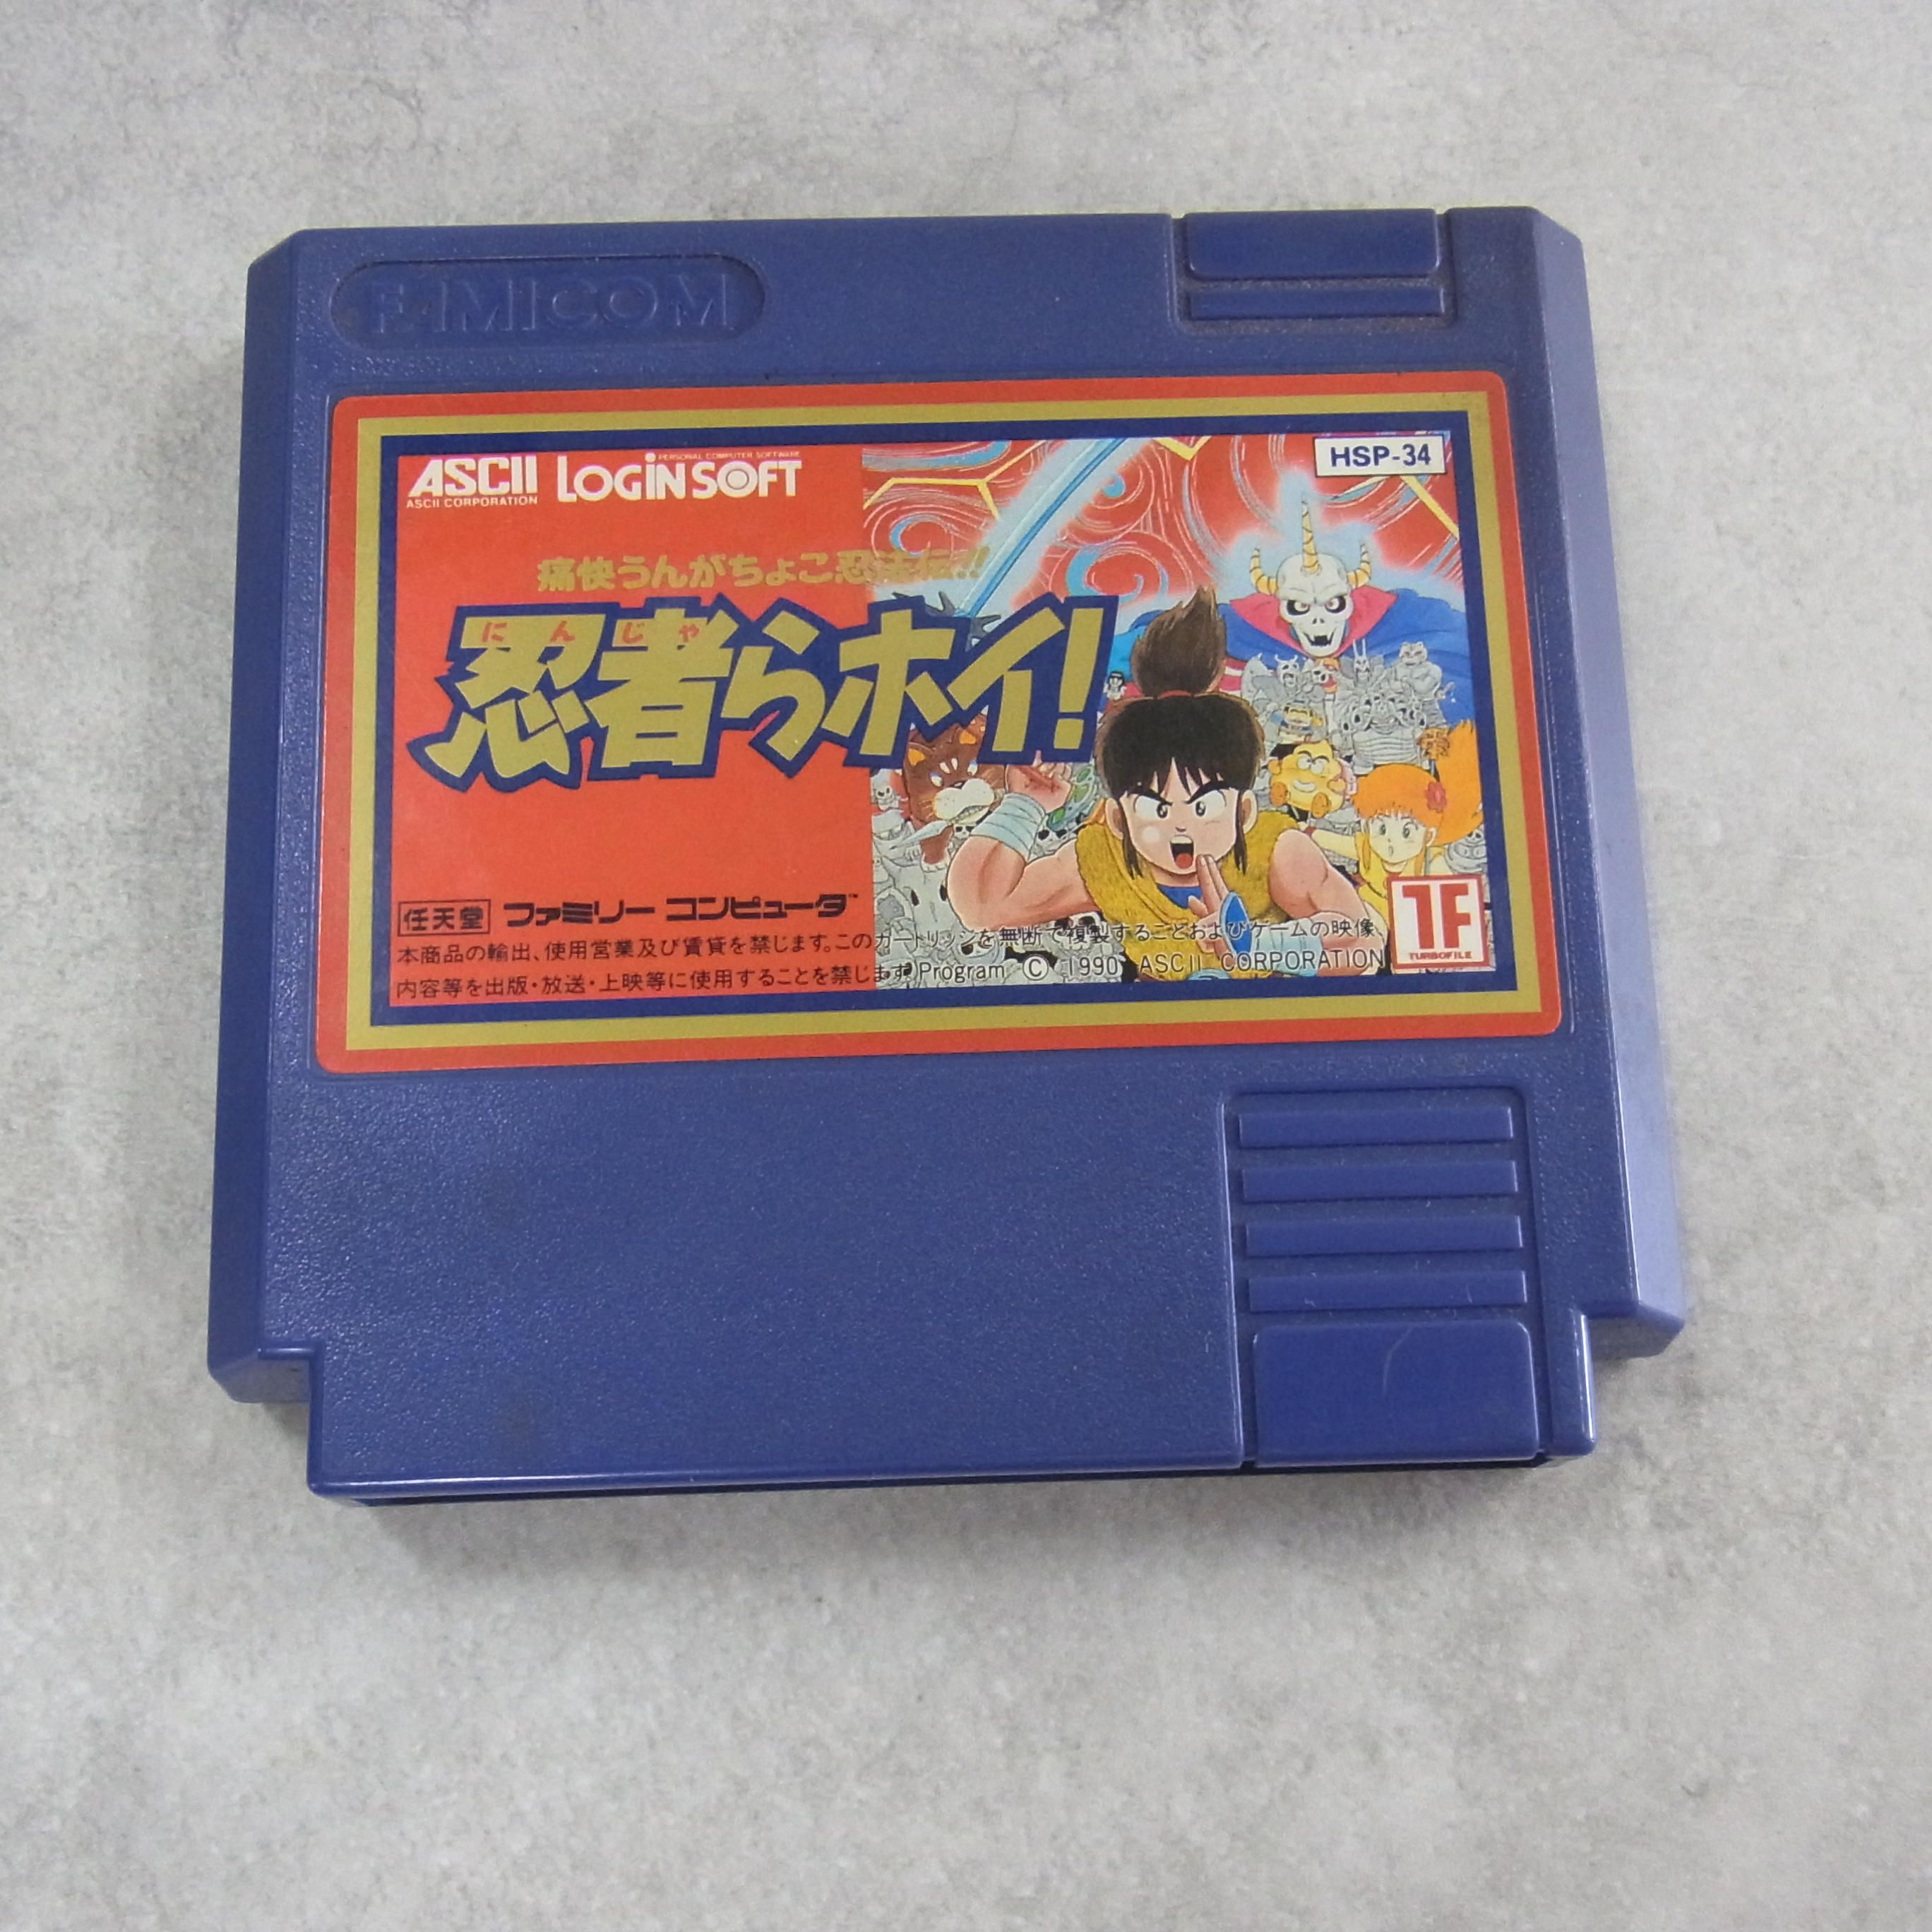 FAMICOM
HSP-34
ASCII
ASCII CORPORATION
PERSONAL COMPUTER SOFTWARE
LOGiN SOFT
痛快うんがちょこ忍法伝!!
にんじゃ
忍者らホイ!
任天堂 ファミリー コンピュータ™
本商品の輸出、使用営業及び賃貸を禁じます。このカートリッジを無断で複製することおよびゲームの映像、
内容等を出版・放送・上映等に使用することを禁じます。Program © 1990 ASCII CORPORATION
TF
TURBOFILE